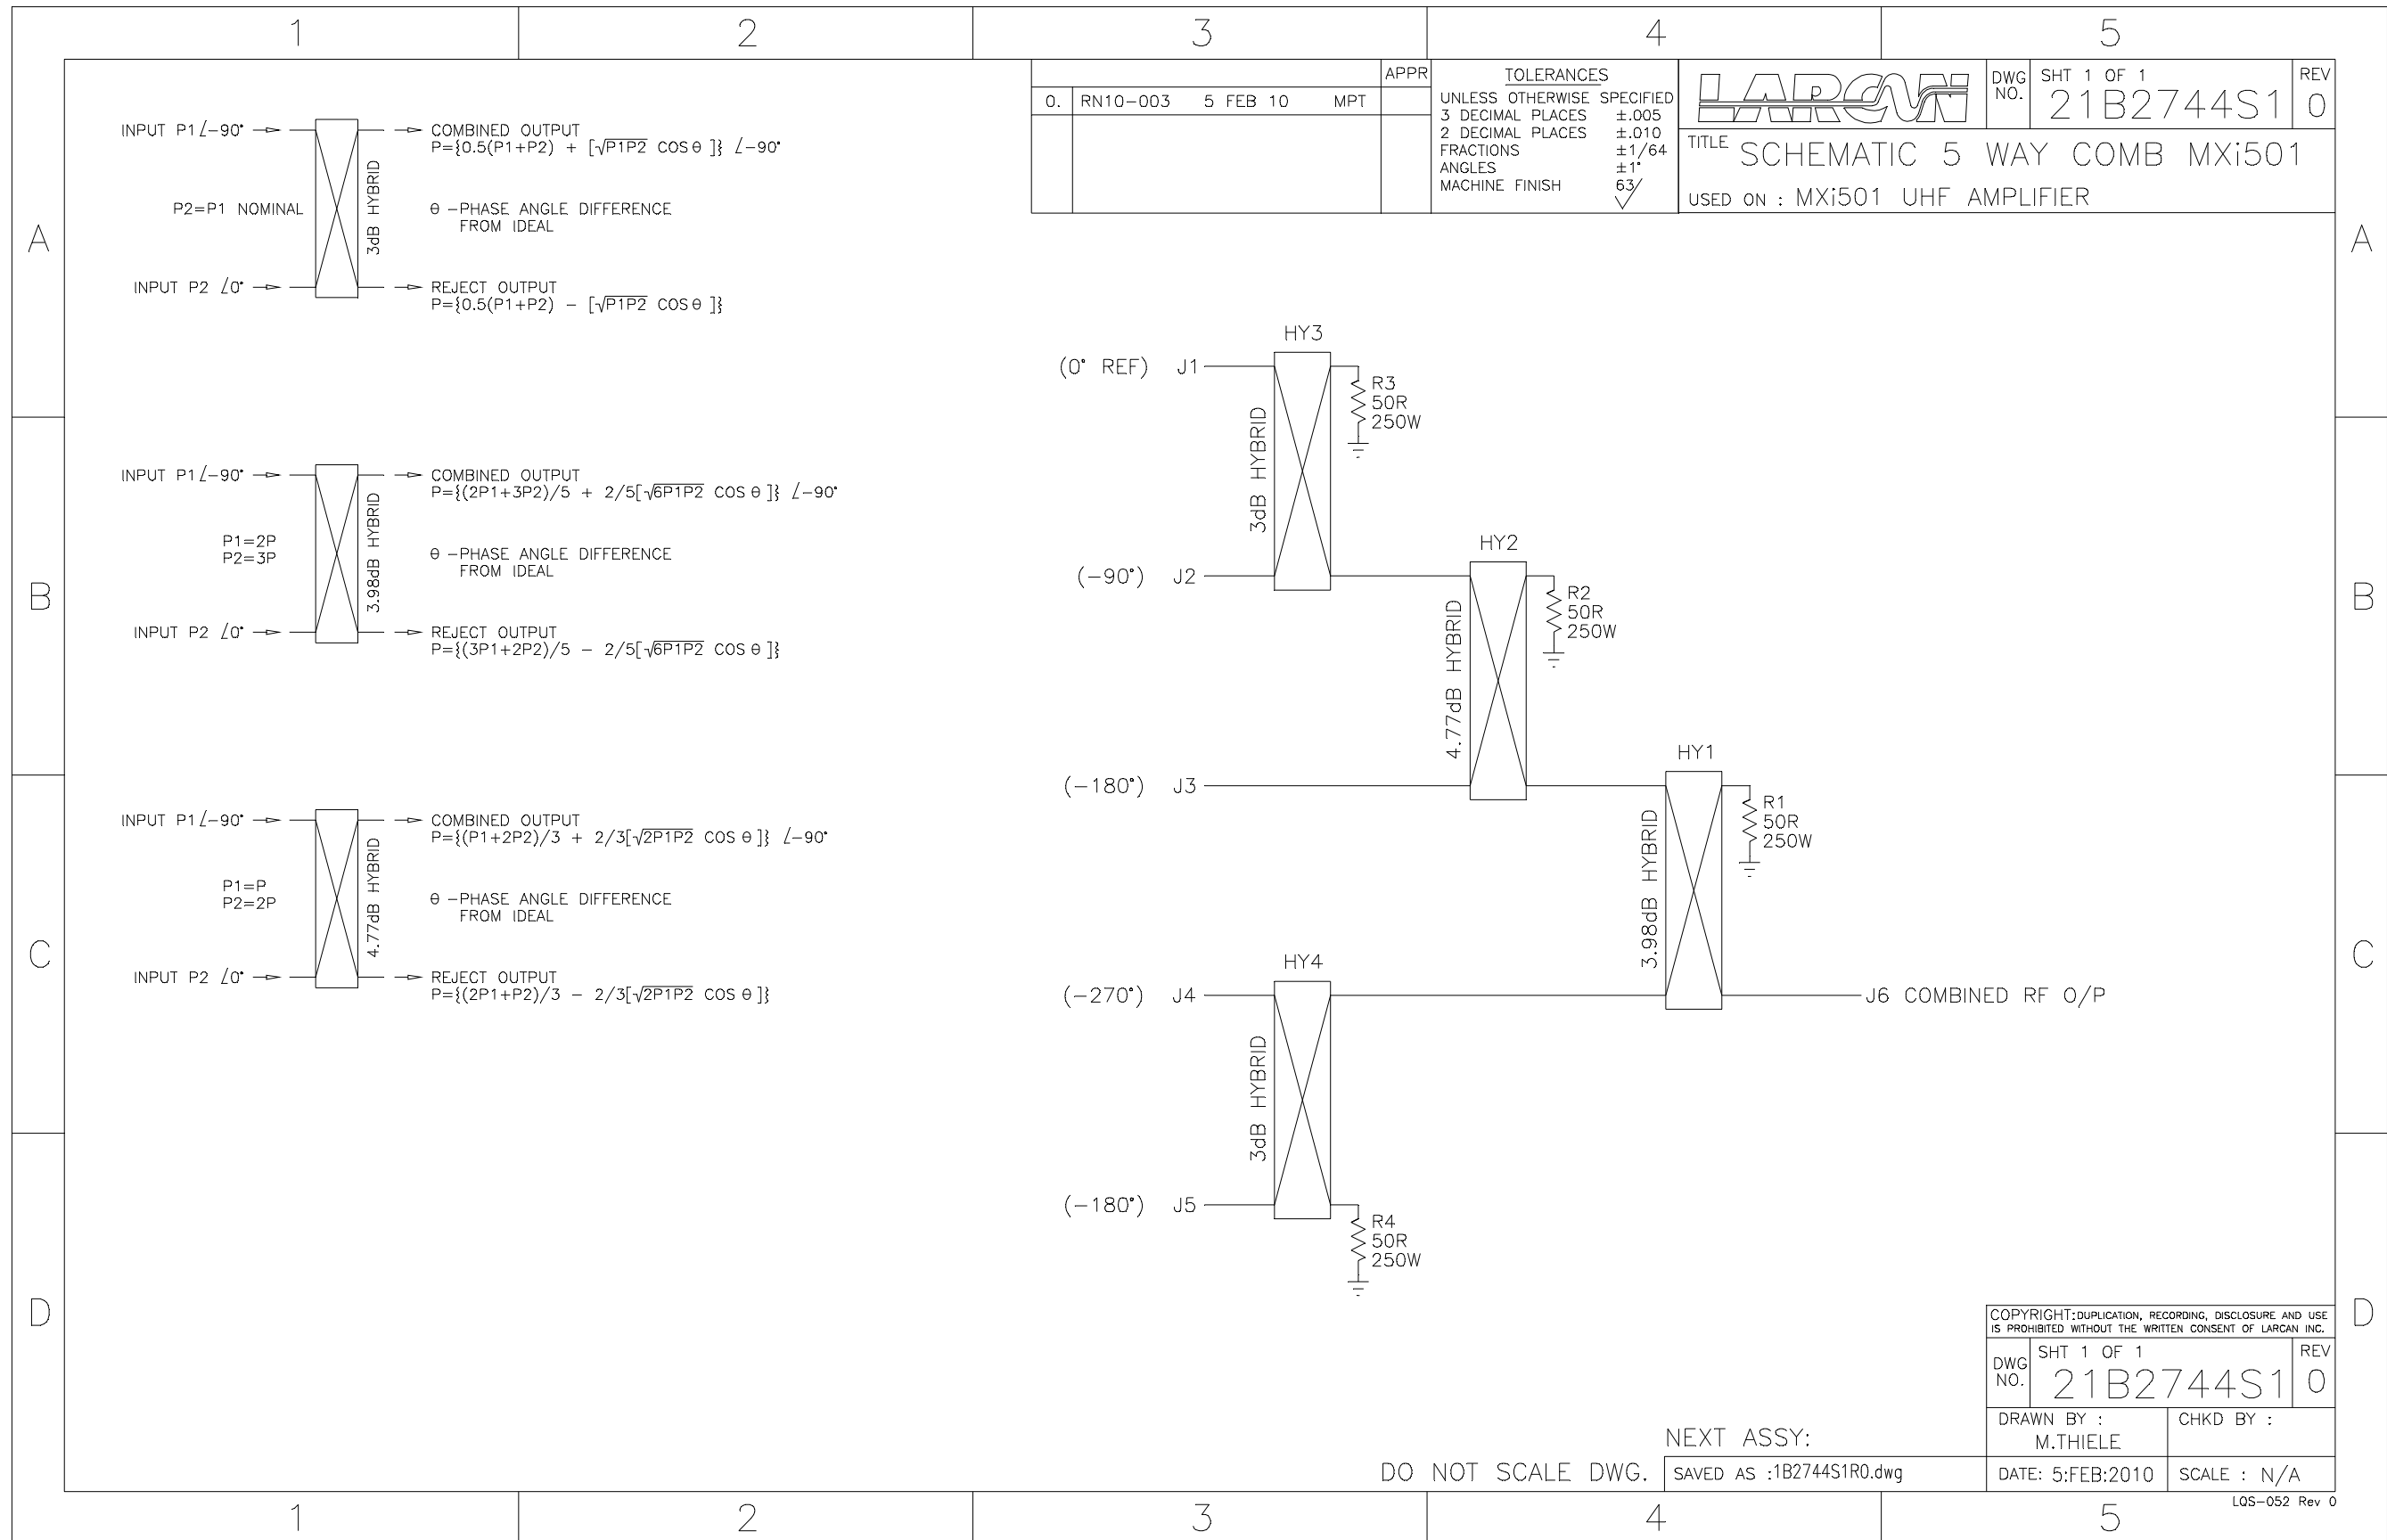 1 2 3 4 5
A
B
C
D
A
B
C
D
APPR
0. RN10-003 5 FEB 10 MPT
TOLERANCES
UNLESS OTHERWISE SPECIFIED
3 DECIMAL PLACES ±.005
2 DECIMAL PLACES ±.010
FRACTIONS ±1/64
ANGLES ±1°
MACHINE FINISH 63/
LARCAN
DWG NO.
SHT 1 OF 1
21B2744S1
REV
0
TITLE SCHEMATIC 5 WAY COMB MXi501
USED ON : MXi501 UHF AMPLIFIER
INPUT P1∠-90°
COMBINED OUTPUT
P={0.5(P1+P2) + [√P1P2 COS θ ]} ∠-90°
3dB HYBRID
P2=P1 NOMINAL
θ -PHASE ANGLE DIFFERENCE
FROM IDEAL
INPUT P2 ∠0°
REJECT OUTPUT
P={0.5(P1+P2) - [√P1P2 COS θ ]}
INPUT P1∠-90°
COMBINED OUTPUT
P={(2P1+3P2)/5 + 2/5[√6P1P2 COS θ ]} ∠-90°
3.98dB HYBRID
P1=2P
P2=3P
θ -PHASE ANGLE DIFFERENCE
FROM IDEAL
INPUT P2 ∠0°
REJECT OUTPUT
P={(3P1+2P2)/5 - 2/5[√6P1P2 COS θ ]}
INPUT P1∠-90°
COMBINED OUTPUT
P={(P1+2P2)/3 + 2/3[√2P1P2 COS θ ]} ∠-90°
4.77dB HYBRID
P1=P
P2=2P
θ -PHASE ANGLE DIFFERENCE
FROM IDEAL
INPUT P2 ∠0°
REJECT OUTPUT
P={(2P1+P2)/3 - 2/3[√2P1P2 COS θ ]}
HY3
(0° REF) J1
R3
50R
250W
3dB HYBRID
(-90°) J2
HY2
R2
50R
250W
4.77dB HYBRID
(-180°) J3
HY1
R1
50R
250W
3.98dB HYBRID
HY4
(-270°) J4
J6 COMBINED RF O/P
3dB HYBRID
(-180°) J5
R4
50R
250W
COPYRIGHT:DUPLICATION, RECORDING, DISCLOSURE AND USE
IS PROHIBITED WITHOUT THE WRITTEN CONSENT OF LARCAN INC.
DWG NO.
SHT 1 OF 1
21B2744S1
REV
0
DRAWN BY :
M.THIELE
CHKD BY :
NEXT ASSY:
DO NOT SCALE DWG.
SAVED AS :1B2744S1R0.dwg
DATE: 5:FEB:2010
SCALE : N/A
LQS-052 Rev 0
1 2 3 4 5